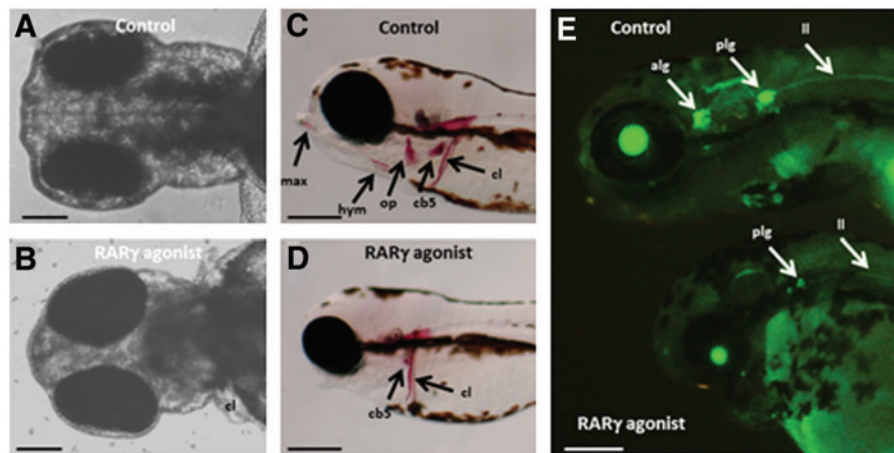 A
Control
B
RARγ agonist
cl
C
Control
max
hym
op
cb5
cl
D
RARγ agonist
cb5
cl
E
Control
alg
plg
ll
plg
ll
RARγ agonist